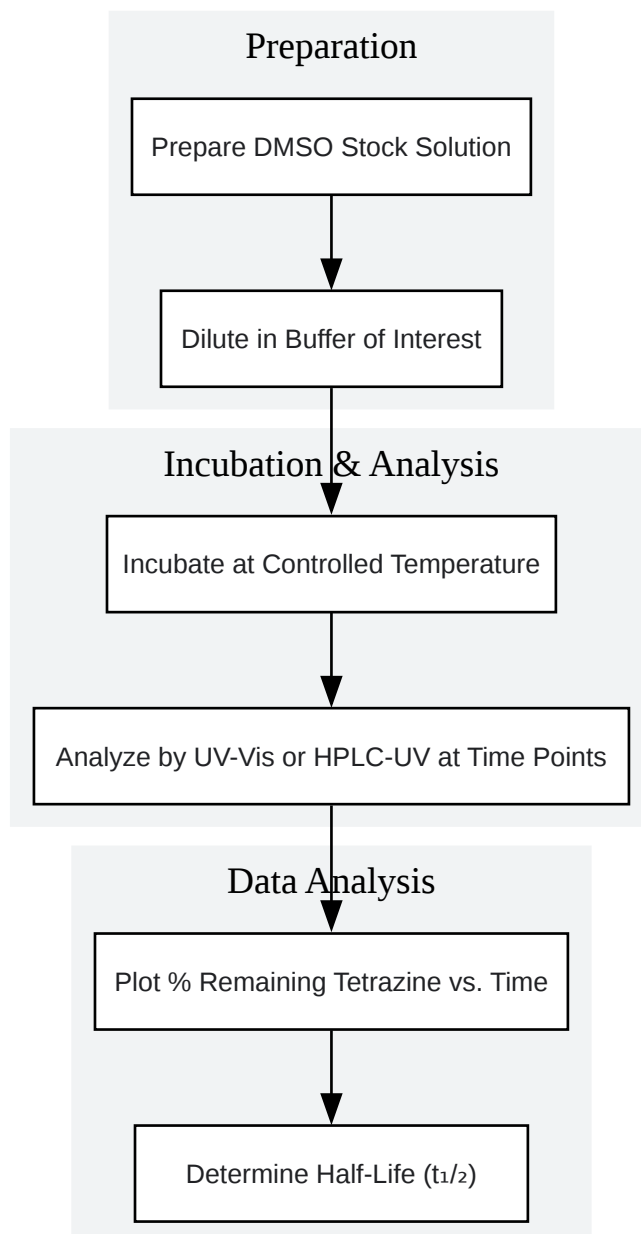 Preparation
Prepare DMSO Stock Solution
Dilute in Buffer of Interest
Incubation & Analysis
Incubate at Controlled Temperature
Analyze by UV-Vis or HPLC-UV at Time Points
Data Analysis
Plot % Remaining Tetrazine vs. Time
Determine Half-Life (t₁/₂)